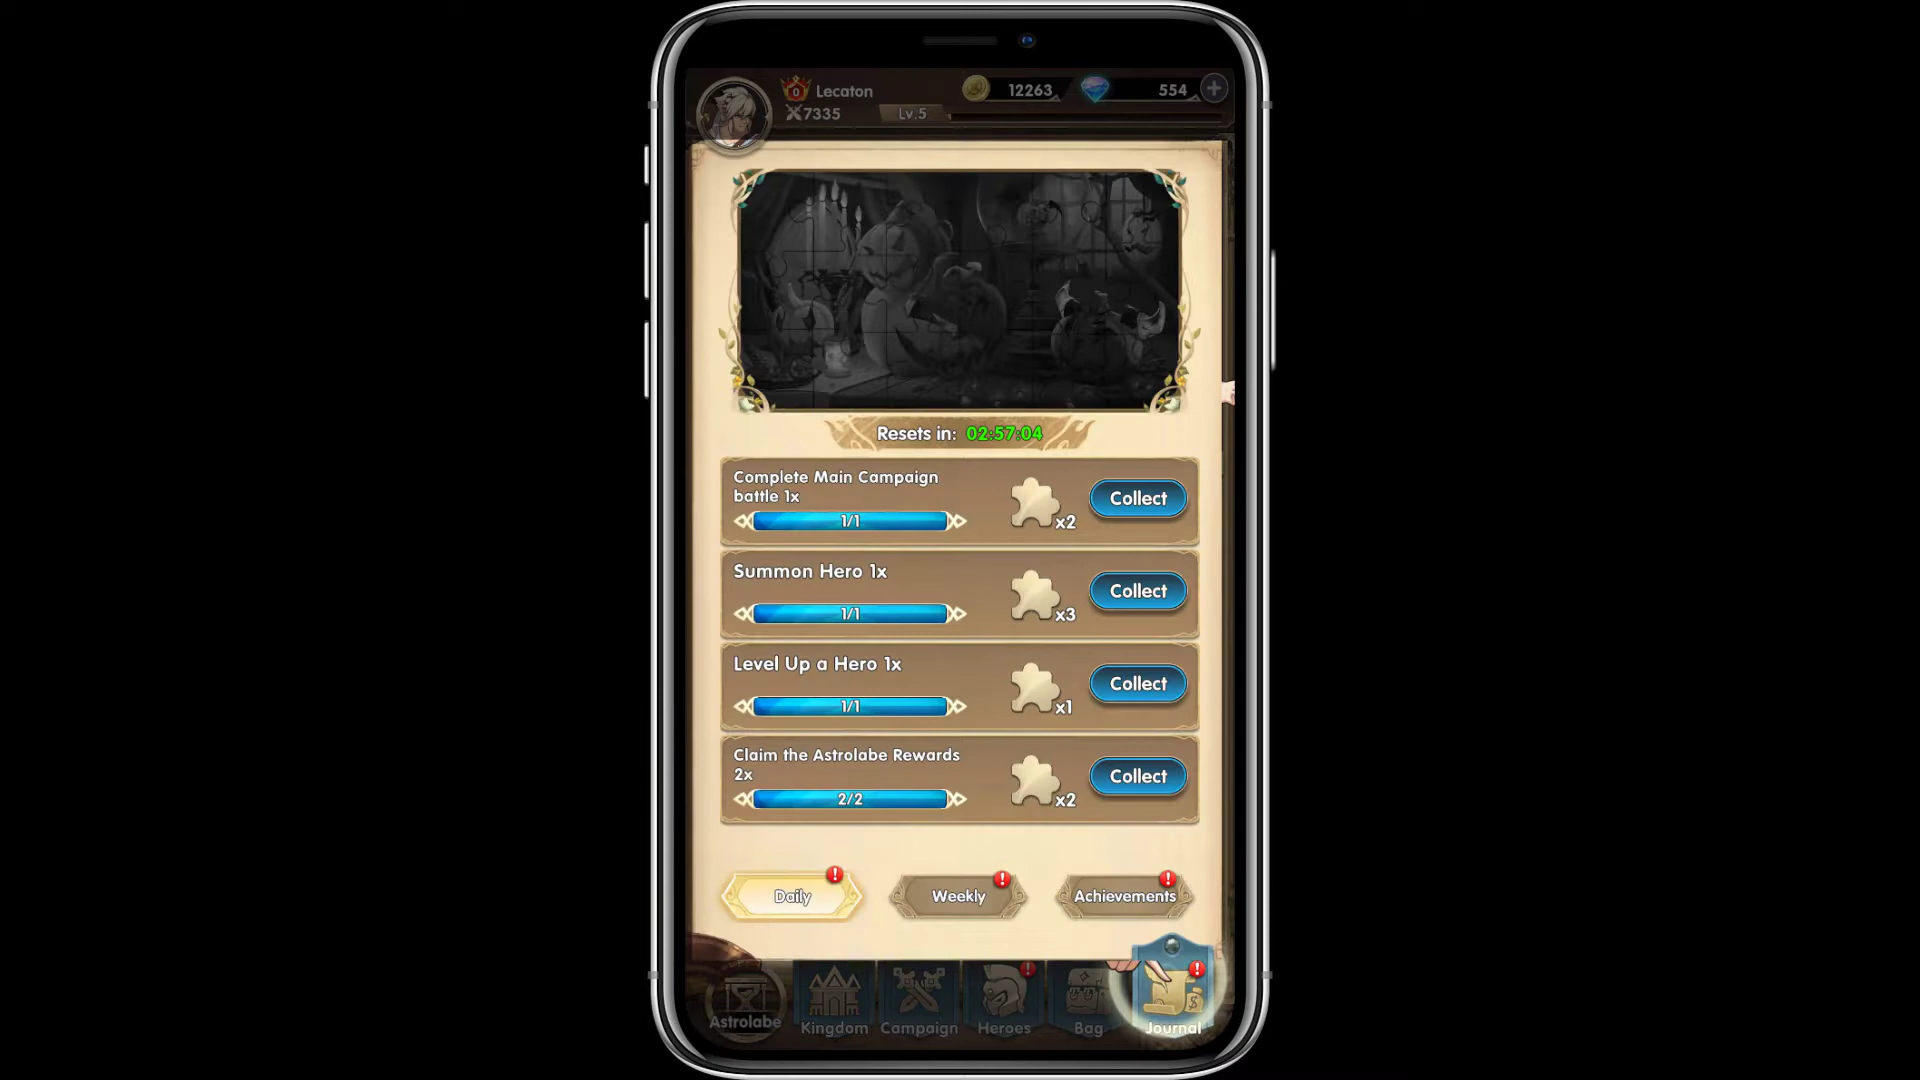 0 Lecaton 12263 554
7335 Lv.5
Resets in: 02:57:04
Complete Main Campaign
battle 1x
1/1
x2
Collect
Summon Hero 1x
1/1
x3
Collect
Level Up a Hero 1x
1/1
x1
Collect
Claim the Astrolabe Rewards
2x
2/2
x2
Collect
Daily ! Weekly ! Achievements !
Astrolabe Kingdom Campaign Heroes ! Bag Journal !